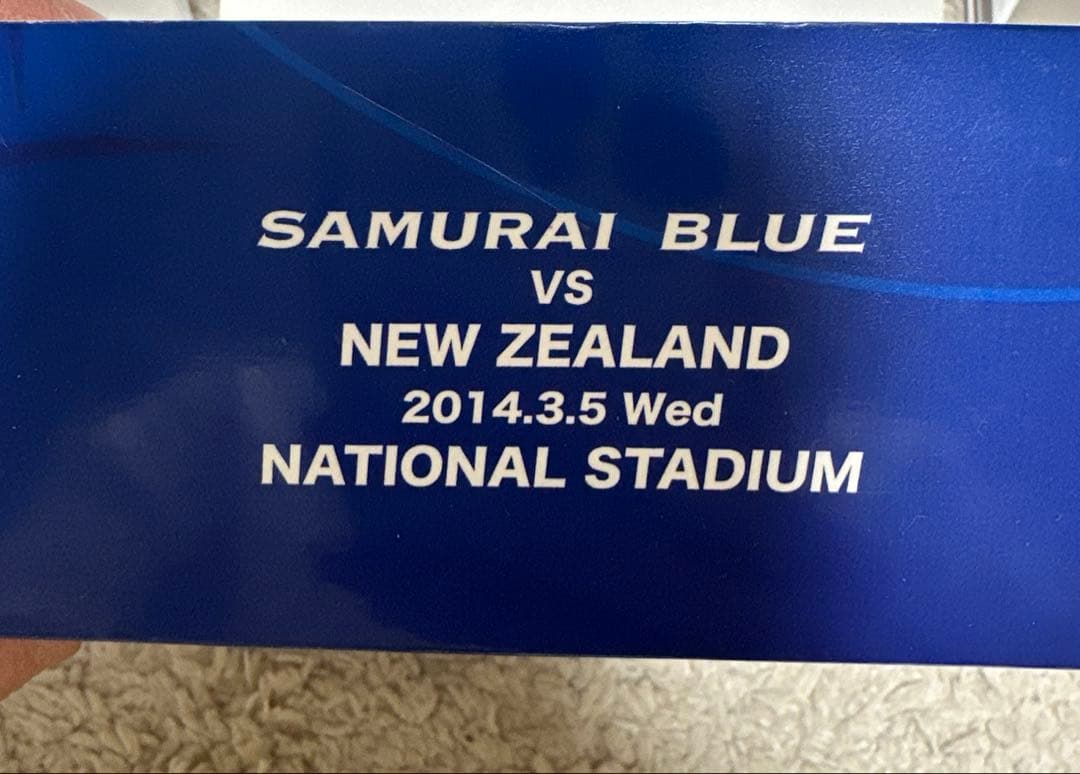 SAMURAI BLUE
VS
NEW ZEALAND
2014.3.5 Wed
NATIONAL STADIUM